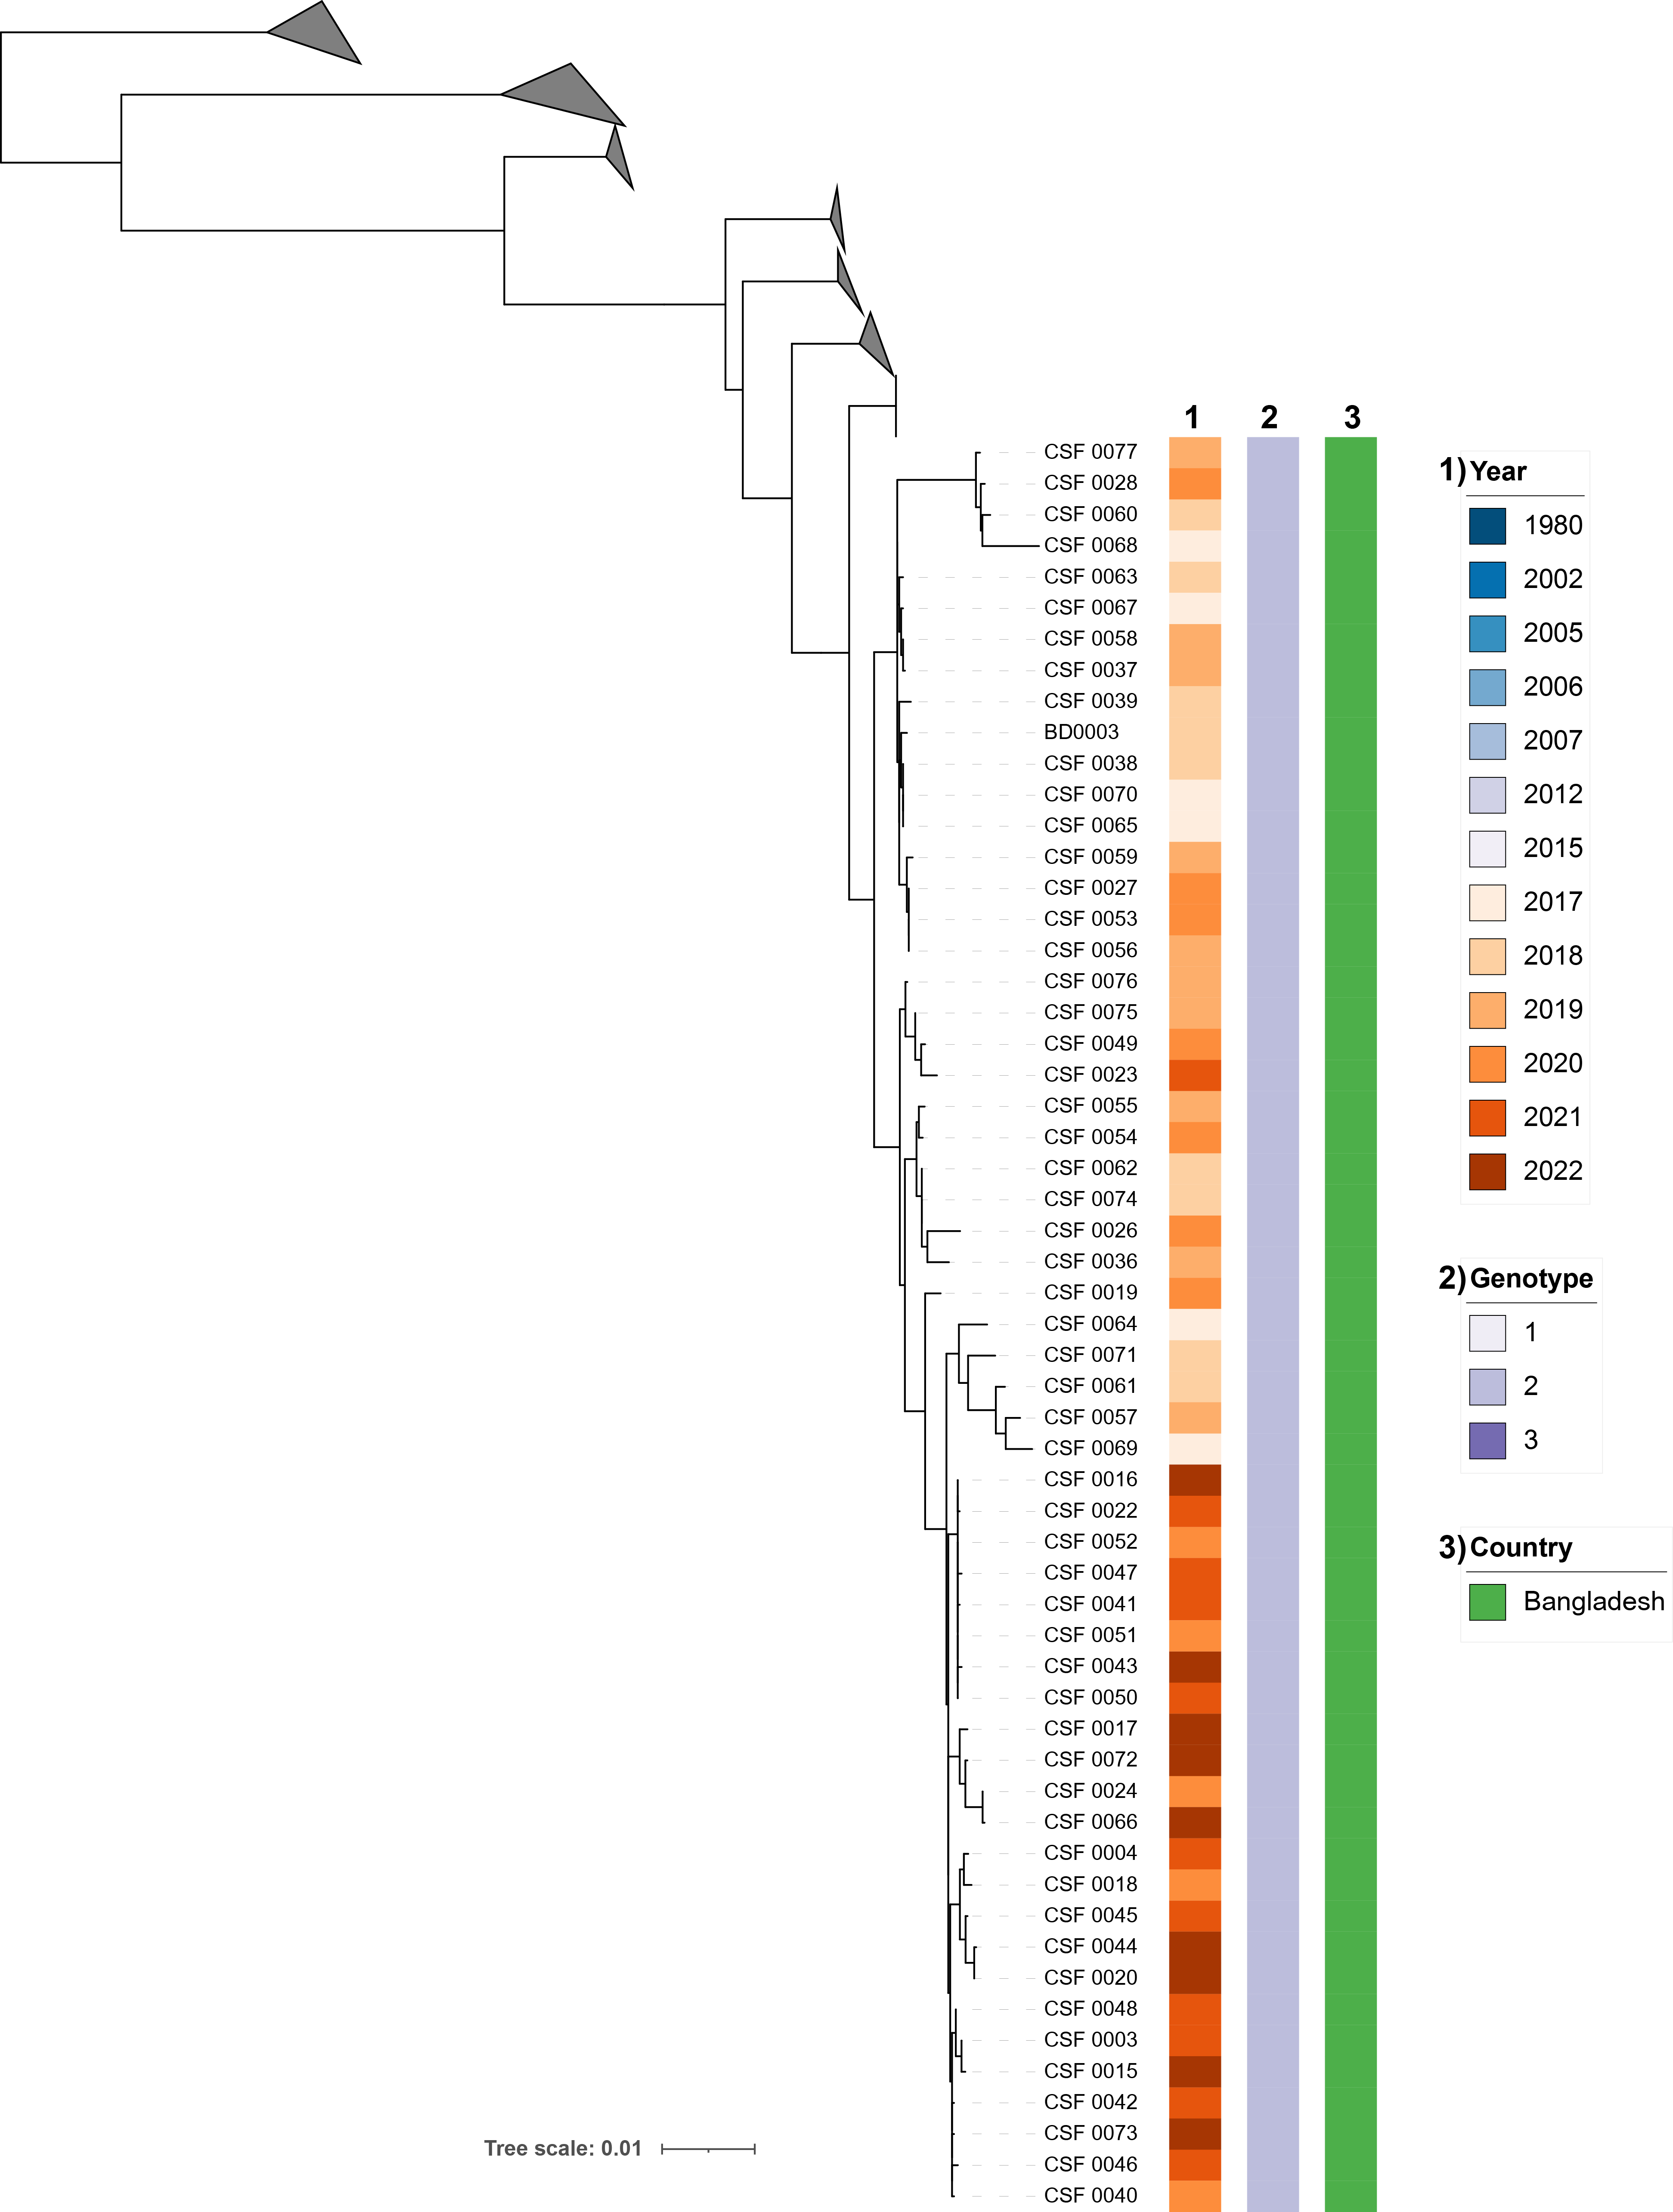 1 2 3
CSF 0077
CSF 0028
CSF 0060
CSF 0068
CSF 0063
CSF 0067
CSF 0058
CSF 0037
CSF 0039
BD0003
CSF 0038
CSF 0070
CSF 0065
CSF 0059
CSF 0027
CSF 0053
CSF 0056
CSF 0076
CSF 0075
CSF 0049
CSF 0023
CSF 0055
CSF 0054
CSF 0062
CSF 0074
CSF 0026
CSF 0036
CSF 0019
CSF 0064
CSF 0071
CSF 0061
CSF 0057
CSF 0069
CSF 0016
CSF 0022
CSF 0052
CSF 0047
CSF 0041
CSF 0051
CSF 0043
CSF 0050
CSF 0017
CSF 0072
CSF 0024
CSF 0066
CSF 0004
CSF 0018
CSF 0045
CSF 0044
CSF 0020
CSF 0048
CSF 0003
CSF 0015
CSF 0042
CSF 0073
CSF 0046
CSF 0040
1) Year
1980
2002
2005
2006
2007
2012
2015
2017
2018
2019
2020
2021
2022
2) Genotype
1
2
3
3) Country
Bangladesh
Tree scale: 0.01